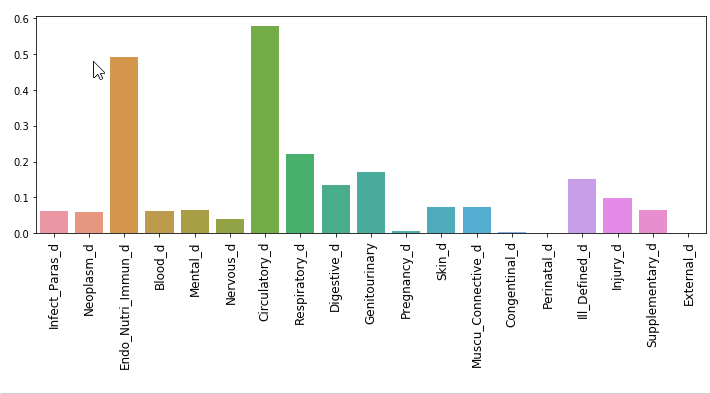 0.6
0.5
0.4
0.3
0.2
0.1
0.0
Infect_Paras_d
Neoplasm_d
Endo_Nutri_Immun_d
Blood_d
Mental_d
Nervous_d
Circulatory_d
Respiratory_d
Digestive_d
Genitourinary
Pregnancy_d
Skin_d
Muscu_Connective_d
Congentinal_d
Perinatal_d
Ill_Defined_d
Injury_d
Supplementary_d
External_d